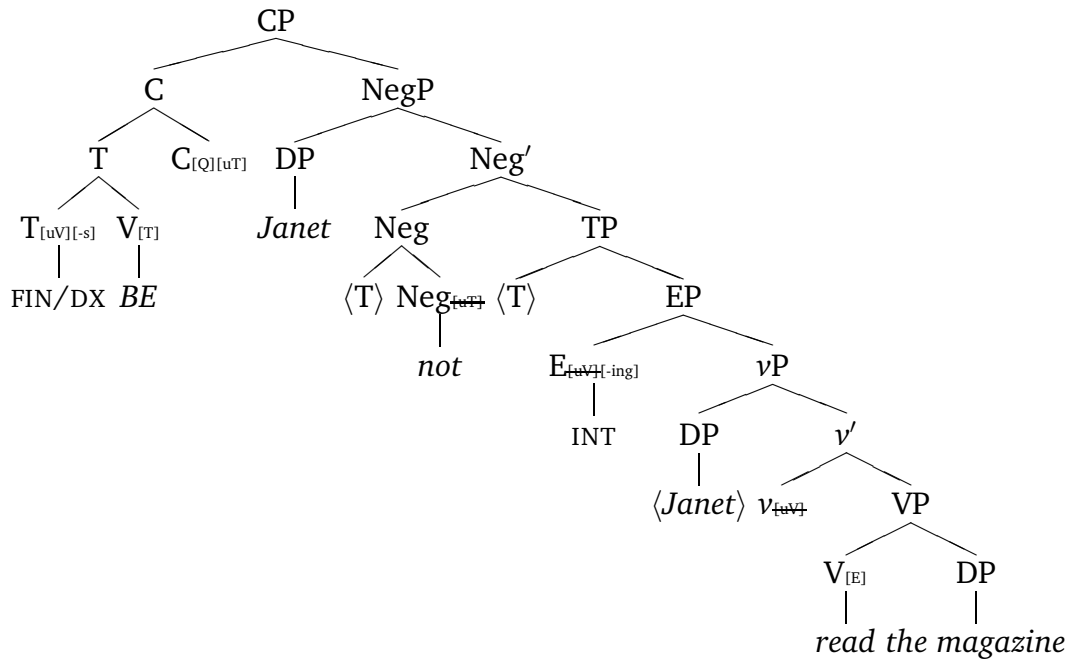 CP
C NegP
T C[Q][uT] DP Neg′
T[uV][-s] V[T] Janet Neg TP
FIN/DX BE ⟨T⟩ Neg[uT] ⟨T⟩ EP
not E[uV][-ing] vP
INT DP v′
⟨Janet⟩ v[uV] VP
V[E] DP
read the magazine